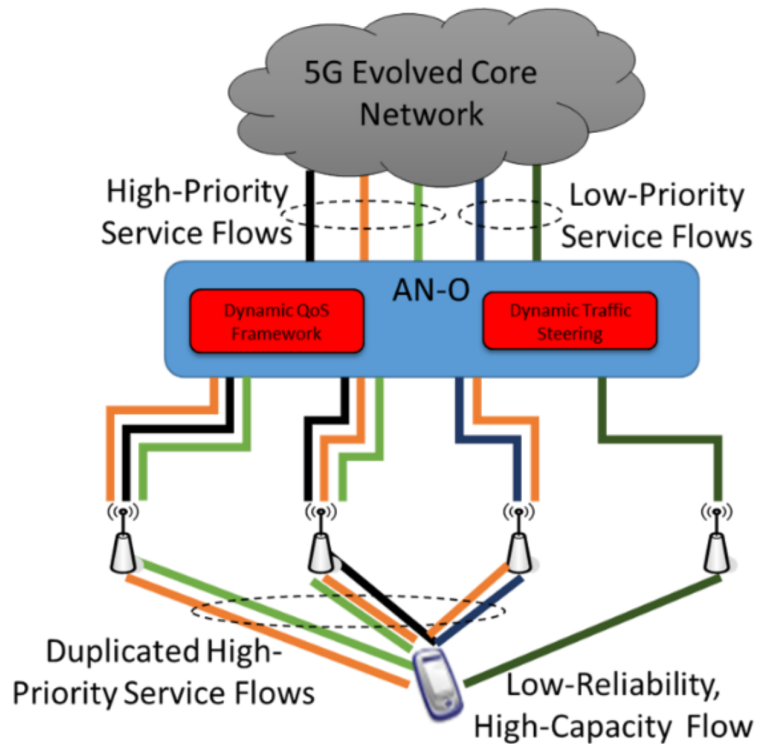 5G Evolved Core
Network
High-Priority
Service Flows
Low-Priority
Service Flows
AN-O
Dynamic QoS
Framework
Dynamic Traffic
Steering
Duplicated High-
Priority Service Flows
Low-Reliability,
High-Capacity Flow